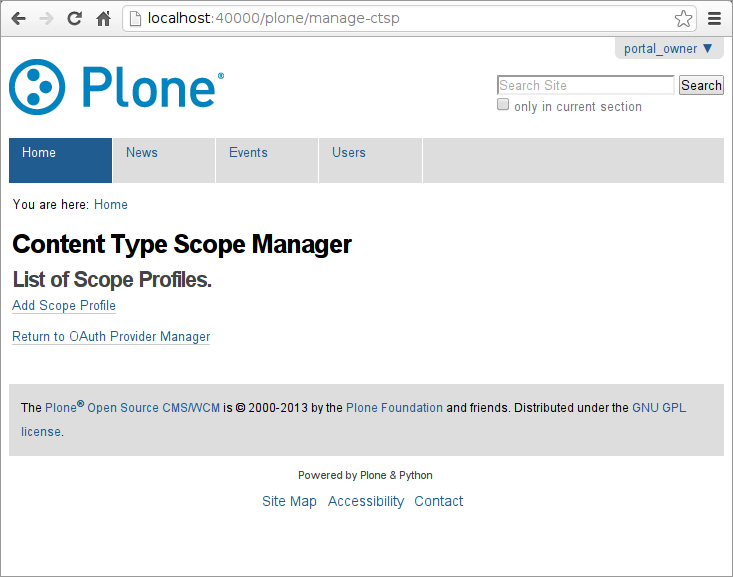 localhost:40000/plone/manage-ctsp
portal_owner ▼
Plone®
Search Site
Search
only in current section
Home
News
Events
Users
You are here: Home
Content Type Scope Manager
List of Scope Profiles.
Add Scope Profile
Return to OAuth Provider Manager
The Plone® Open Source CMS/WCM is © 2000-2013 by the Plone Foundation and friends. Distributed under the GNU GPL
license.
Powered by Plone & Python
Site Map Accessibility Contact